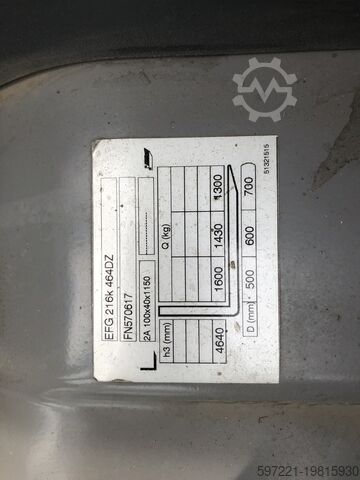 EFG 216k 464DZ
FN570617
2A 100x40x1150
h3 (mm)
Q (kg)
4640
1600
1430
1300
D (mm)
500
600
700
51321515
597221-19815930